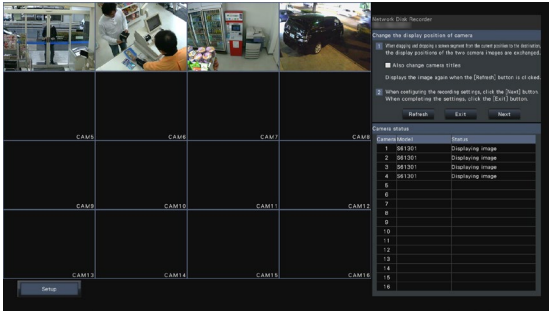 Network Disk Recorder
Change the display position of camera
1 When dragging and dropping a screen segment from the current position to the destination,
the display positions of the two camera images are exchanged.
Also change camera titles
Displays the image again when the [Refresh] button is clicked.
2 When configuring the recording settings, click the [Next] button.
When completing the settings, click the [Exit] button.
Refresh Exit Next
Camera status
Camera Model Status
1 S61301 Displaying image
2 S61301 Displaying image
3 S61301 Displaying image
4 S61301 Displaying image
5
6
7
8
9
10
11
12
13
14
15
16
CAM5 CAM6 CAM7 CAM8
CAM9 CAM10 CAM11 CAM12
CAM13 CAM14 CAM15 CAM16
Setup